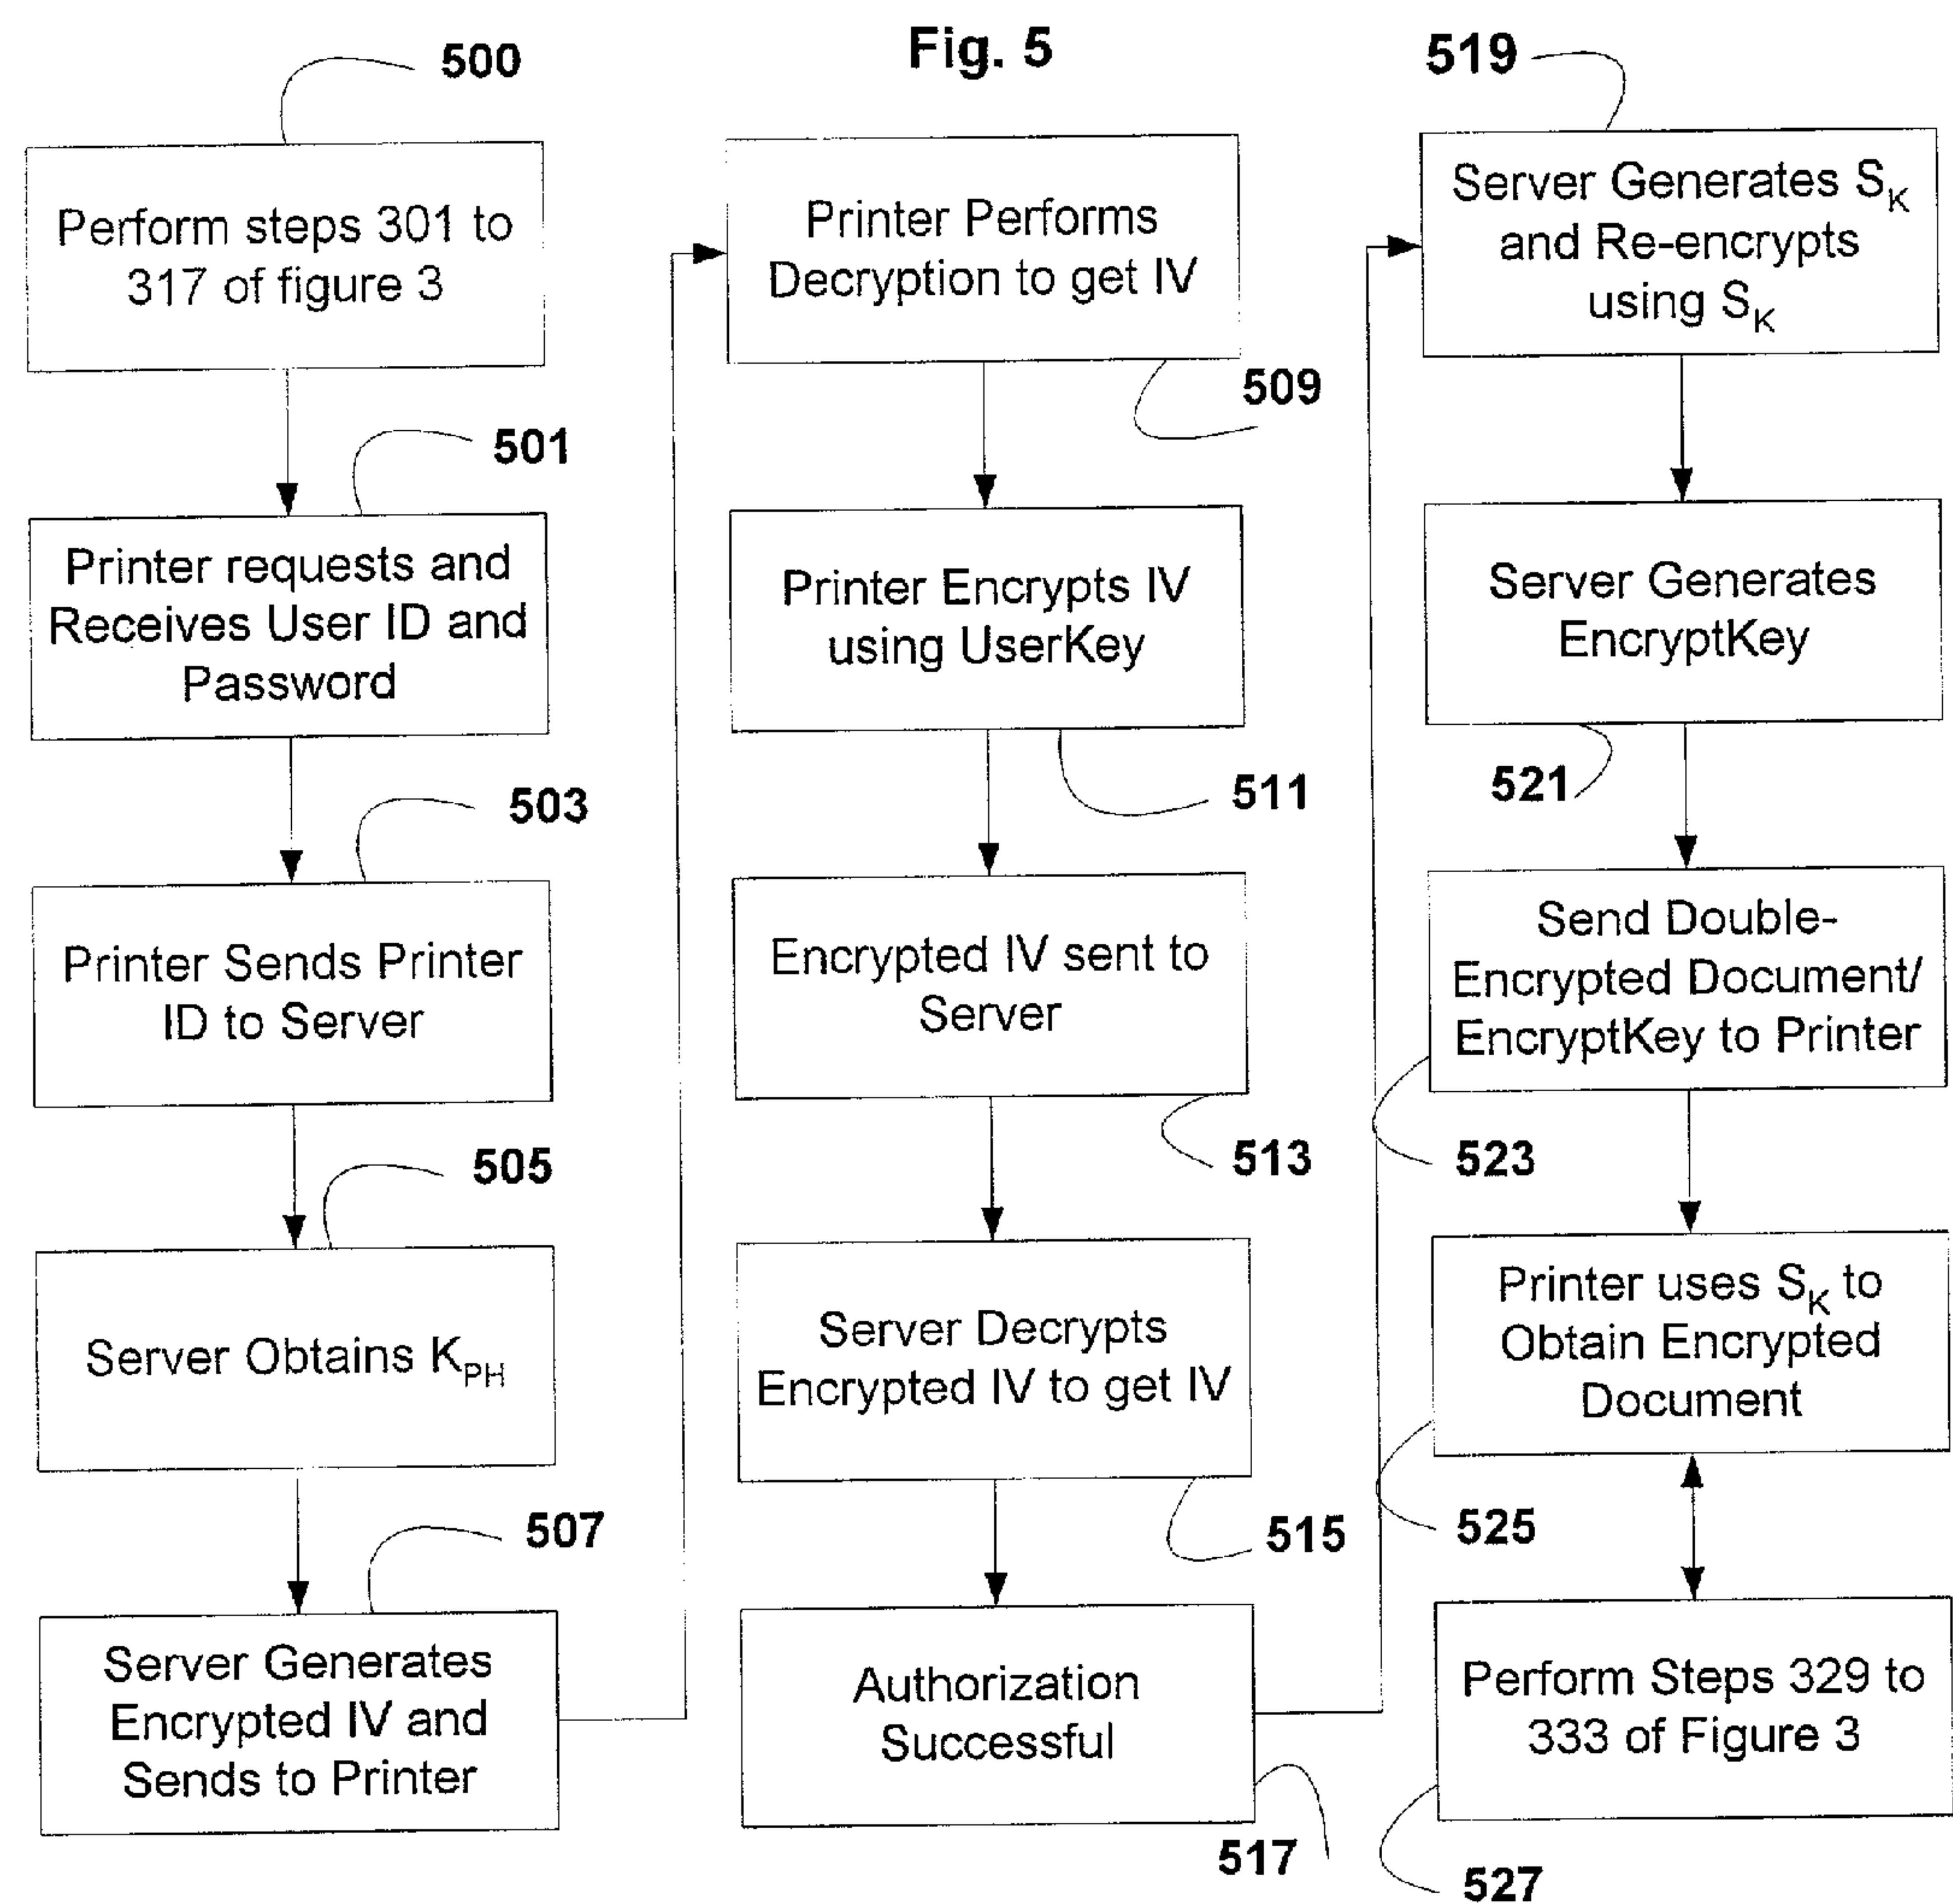 Fig. 5
500
Perform steps 301 to
317 of figure 3
501
Printer requests and
Receives User ID and
Password
503
Printer Sends Printer
ID to Server
505
Server Obtains K_PH
507
Server Generates
Encrypted IV and
Sends to Printer
Printer Performs
Decryption to get IV
509
Printer Encrypts IV
using UserKey
511
Encrypted IV sent to
Server
513
Server Decrypts
Encrypted IV to get IV
515
Authorization
Successful
517
519
Server Generates S_K
and Re-encrypts
using S_K
Server Generates
EncryptKey
521
Send Double-
Encrypted Document/
EncryptKey to Printer
523
Printer uses S_K to
Obtain Encrypted
Document
525
Perform Steps 329 to
333 of Figure 3
527